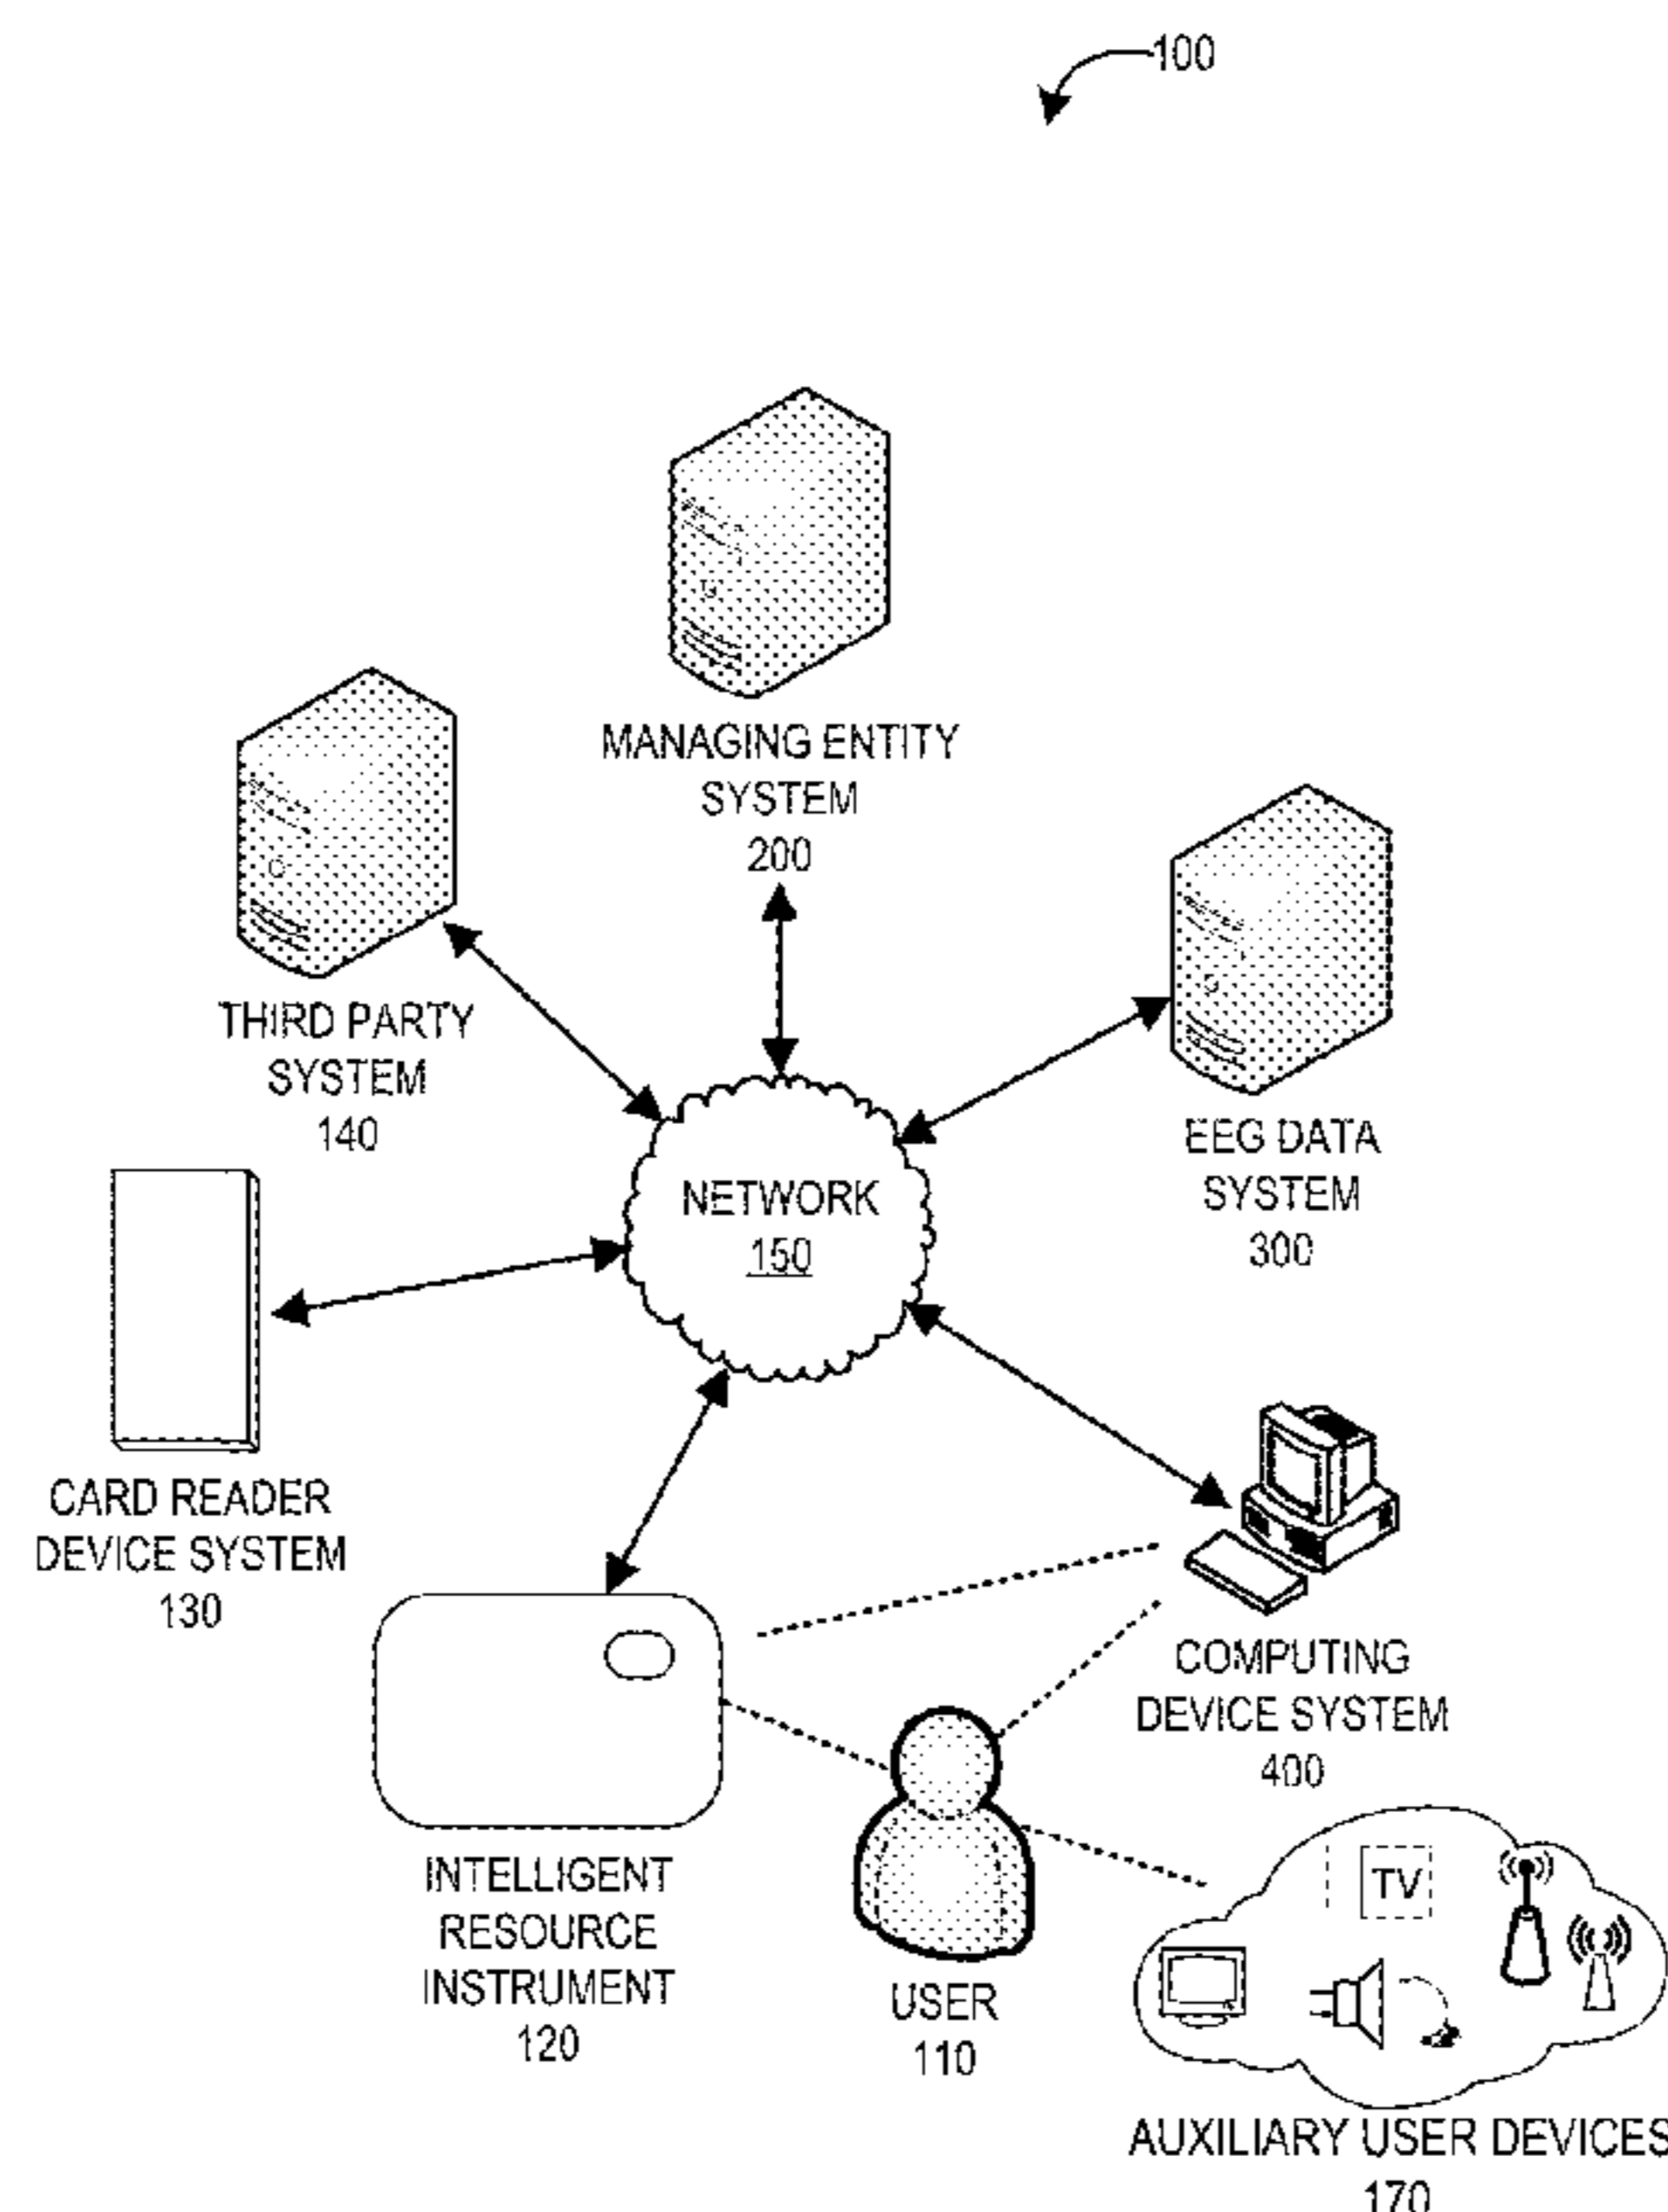 100
MANAGING ENTITY
SYSTEM
200
THIRD PARTY
SYSTEM
140
EEG DATA
SYSTEM
300
NETWORK
150
CARD READER
DEVICE SYSTEM
130
COMPUTING
DEVICE SYSTEM
400
INTELLIGENT
RESOURCE
INSTRUMENT
120
USER
110
TV
AUXILIARY USER DEVICES
170